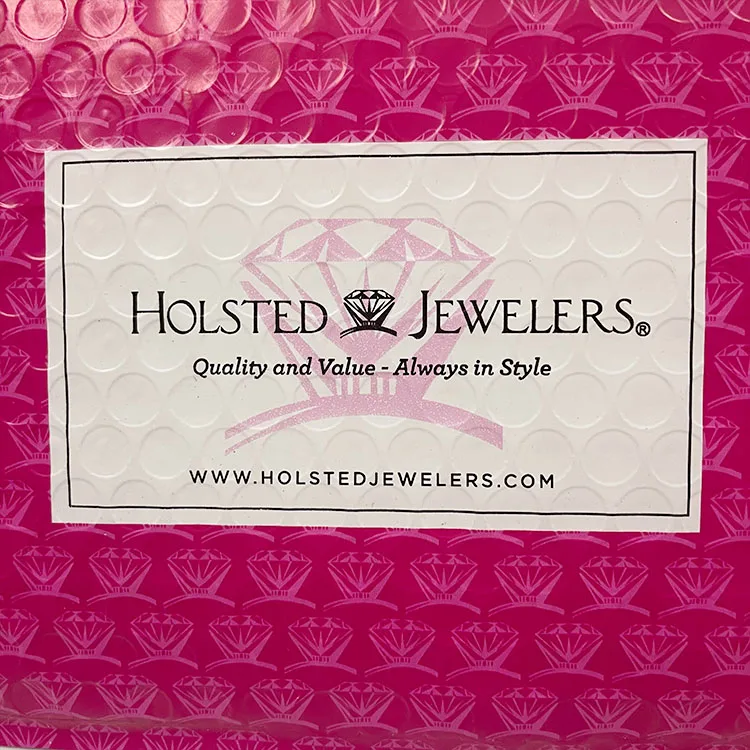 HOLSTED JEWELERS®
Quality and Value - Always in Style
WWW.HOLSTEDJEWELERS.COM